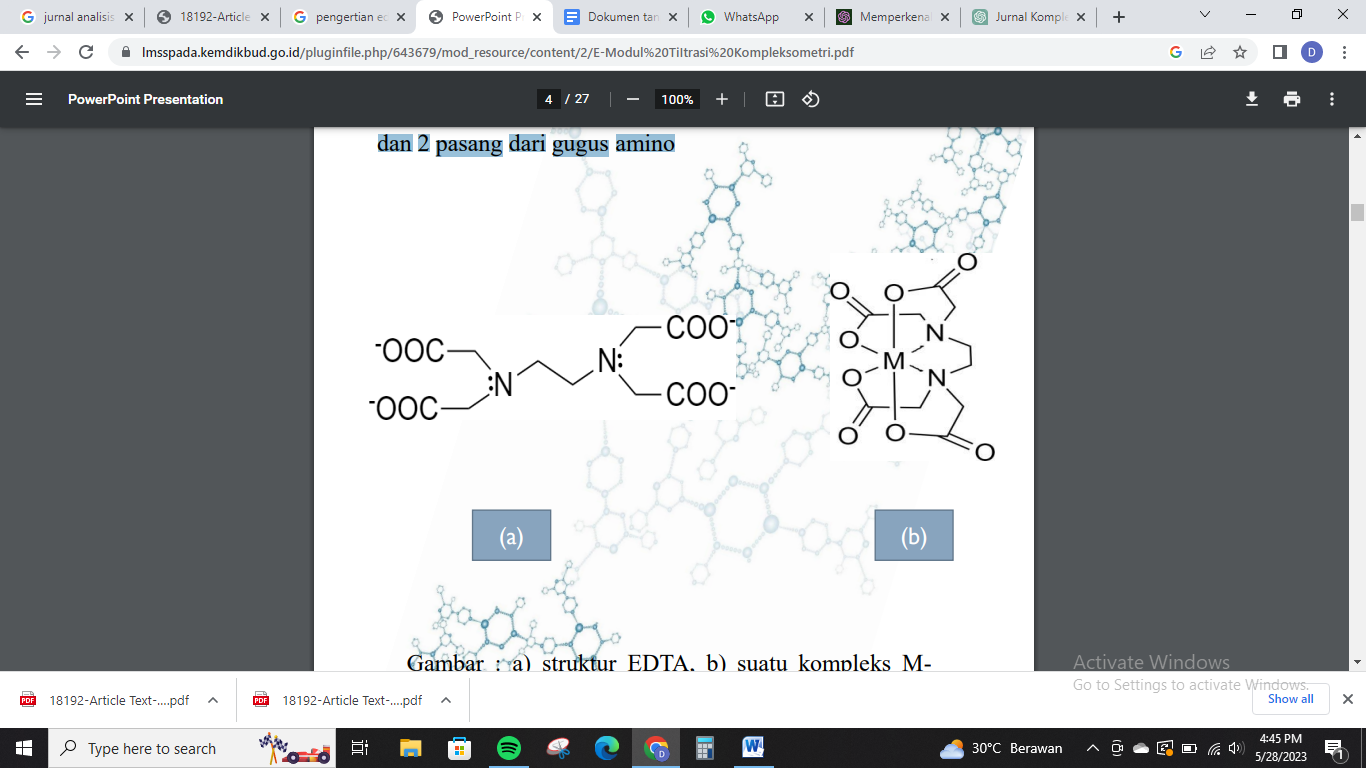 jurnal analisis
18192-Article
pengertian ed
PowerPoint P
Dokumen tan
WhatsApp
Memperkenal
Jurnal Komple
lmsspada.kemdikbud.go.id/pluginfile.php/643679/mod_resource/content/2/E-Modul%20Tiltrasi%20Kompleksometri.pdf
D
PowerPoint Presentation
4 / 27
100%
dan 2 pasang dari gugus amino
-OOC
-OOC
N
N
COO-
COO-
O
O
O
O
N
M
O
N
O
O
O
(a)
(b)
Gambar : a) struktur EDTA, b) suatu kompleks M-
Activate Windows
Go to Settings to activate Windows.
PDF
18192-Article Text-....pdf
PDF
18192-Article Text-....pdf
Show all
Type here to search
D
W
30°C Berawan
4:45 PM
5/28/2023
1